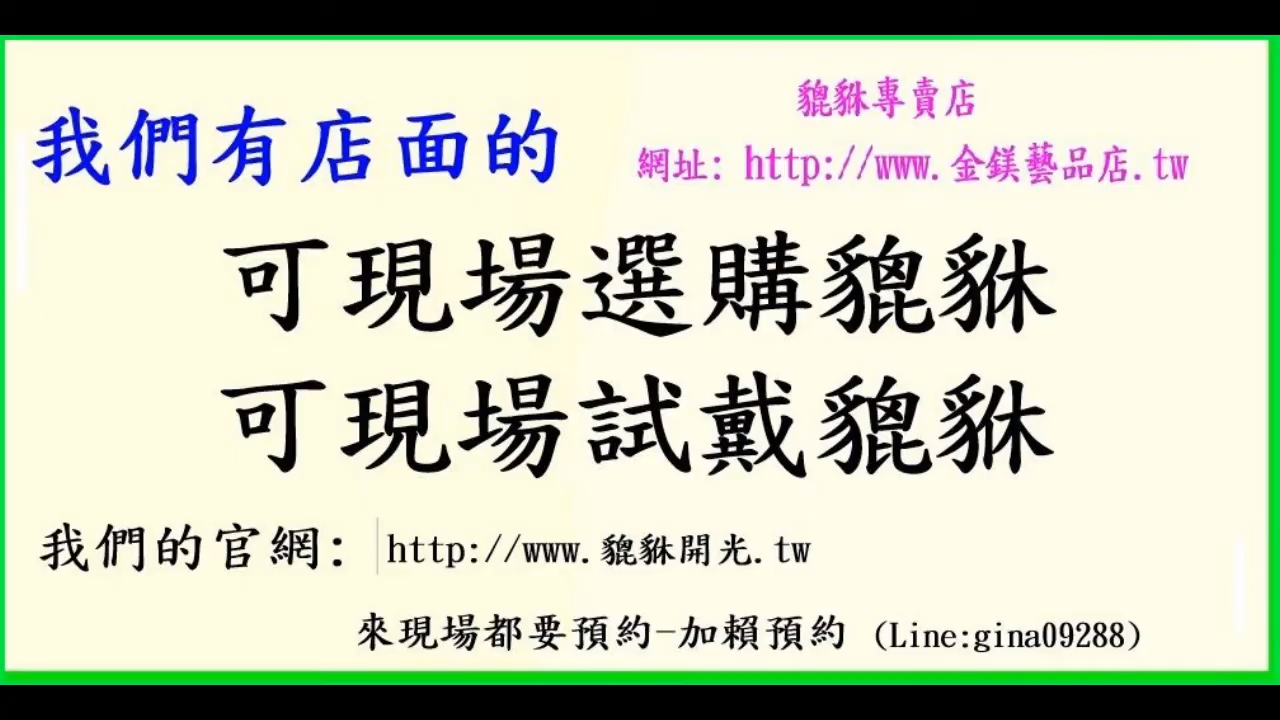 我們有店面的
貔貅專賣店
網址: http://www.金鎂藝品店.tw
可現場選購貔貅
可現場試戴貔貅
我們的官網: http://www.貔貅開光.tw
來現場都要預約-加賴預約 (Line:gina09288)